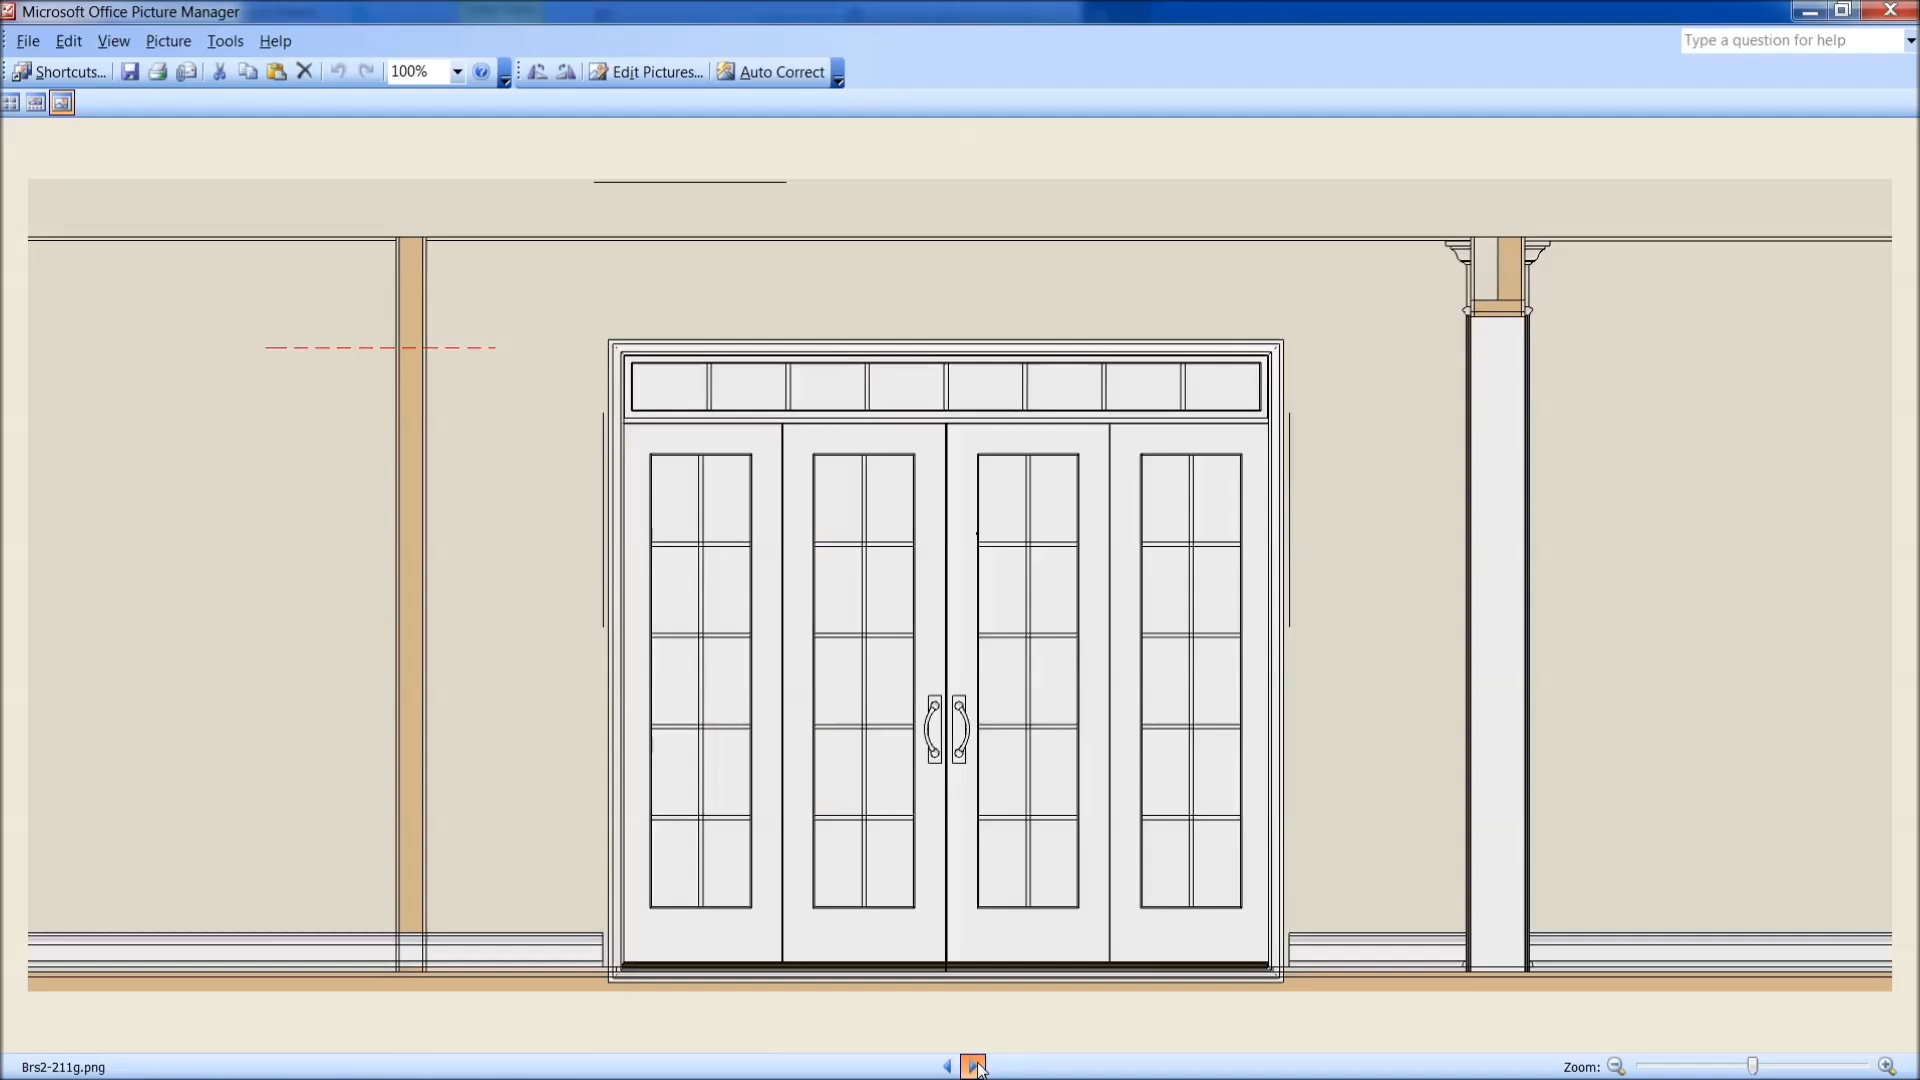 Microsoft Office Picture Manager
File Edit View Picture Tools Help
Type a question for help
Shortcuts... 100% Edit Pictures... Auto Correct
Brs2-211g.png
Zoom: